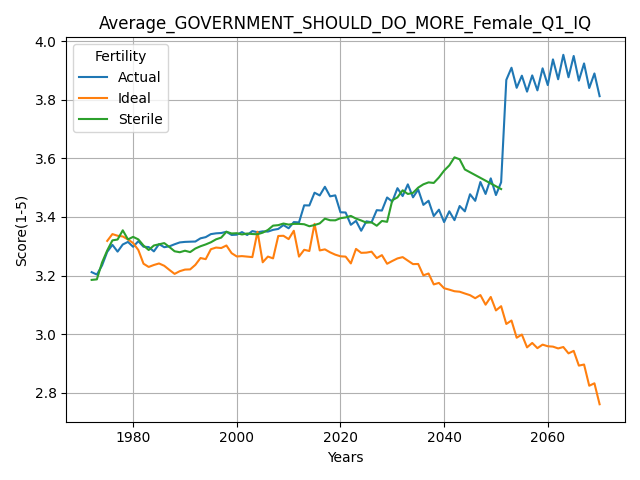 Average_GOVERNMENT_SHOULD_DO_MORE_Female_Q1_IQ
Fertility
Actual
Ideal
Sterile
Score(1-5)
4.0
3.8
3.6
3.4
3.2
3.0
2.8
1980
2000
2020
2040
2060
Years